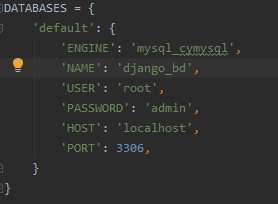 DATABASES = {
    'default': {
        'ENGINE': 'mysql_cymysql',
        'NAME': 'django_bd',
        'USER': 'root',
        'PASSWORD': 'admin',
        'HOST': 'localhost',
        'PORT': 3306,
    }
}